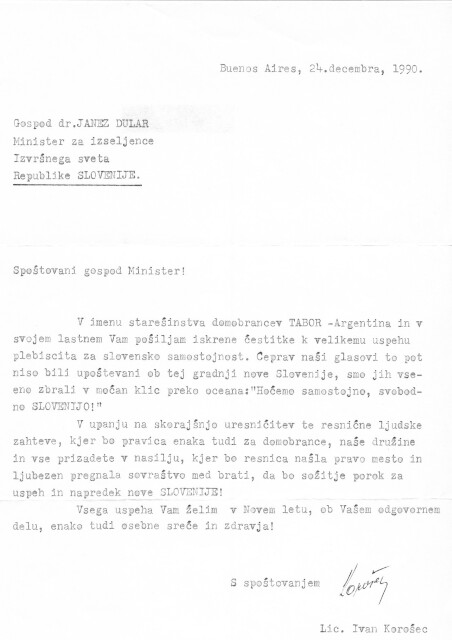 Buenos Aires, 24.decembra, 1990.
Gospod dr.JANEZ DULAR
Minister za izseljence
Izvršnega sveta
Republike SLOVENIJE.
Spoštovani gospod Minister!
V imenu starešinstva domobrancev TABOR -Argentina in v
svojem lastnem Vam pošiljam iskrene čestitke k velikemu uspehu
plebiscita za slovensko samostojnost. Čeprav naši glasovi to pot
niso bili upoštevani ob tej gradnji nove Slovenije, smo jih vse-
eno zbrali v močan klic preko oceana:"Hočemo samostojno, svobod-
no SLOVENIJO!"
V upanju na skorajšnjo uresničitev te resnične ljudske
zahteve, kjer bo pravica enaka tudi za domobrance, naše družine
in vse prizadete v nasilju, kjer bo resnica našla pravo mesto in
ljubezen pregnala sovraštvo med brati, da bo sožitje porok za
uspeh in napredek nove SLOVENIJE!
Vsega uspeha Vam želim v Novem letu, ob Vašem odgovornem
delu, enako tudi osebne sreče in zdravja!
S spoštovanjem Korošec
Lic. Ivan Korošec